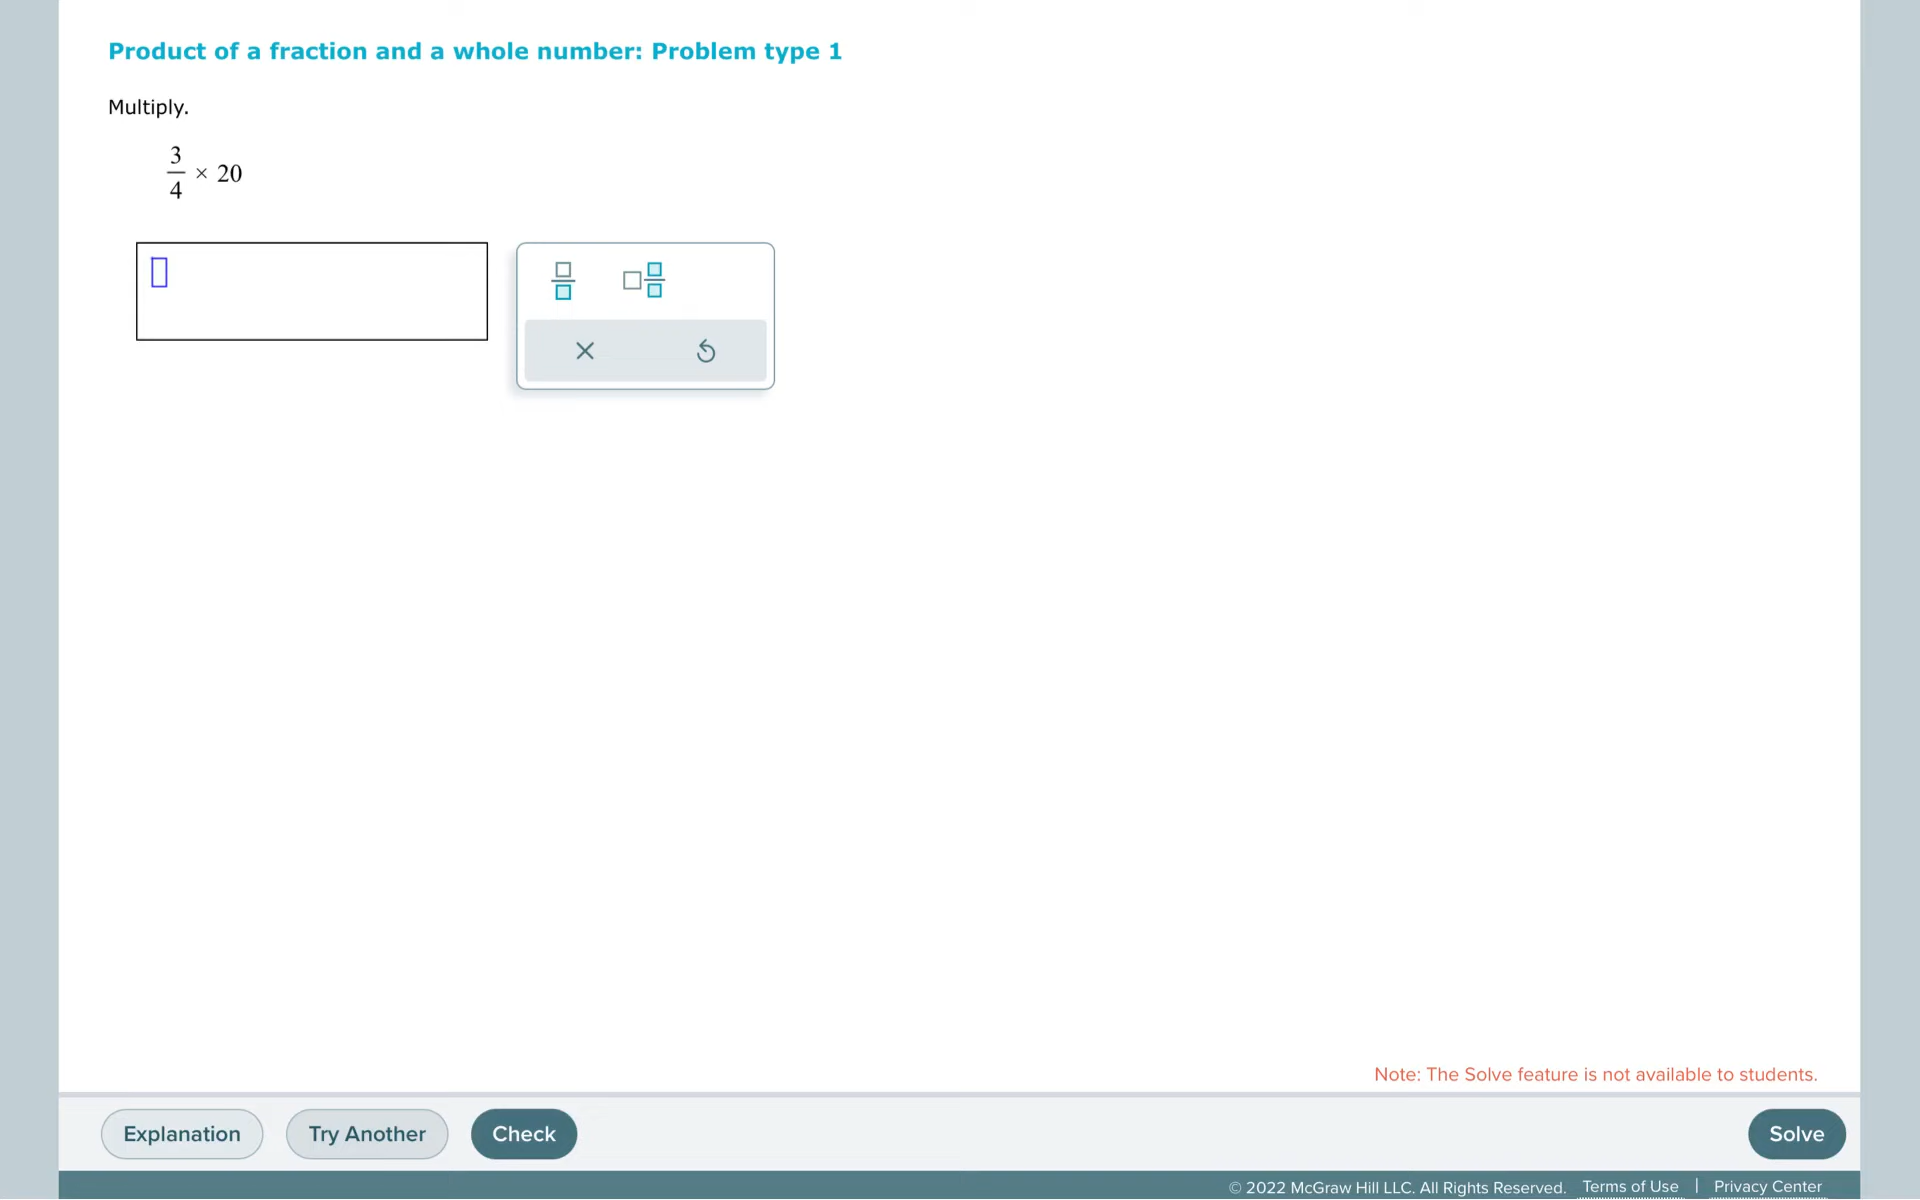 Product of a fraction and a whole number: Problem type 1
Multiply.
3/4 × 20
Note: The Solve feature is not available to students.
Explanation
Try Another
Check
Solve
© 2022 McGraw Hill LLC. All Rights Reserved. Terms of Use | Privacy Center